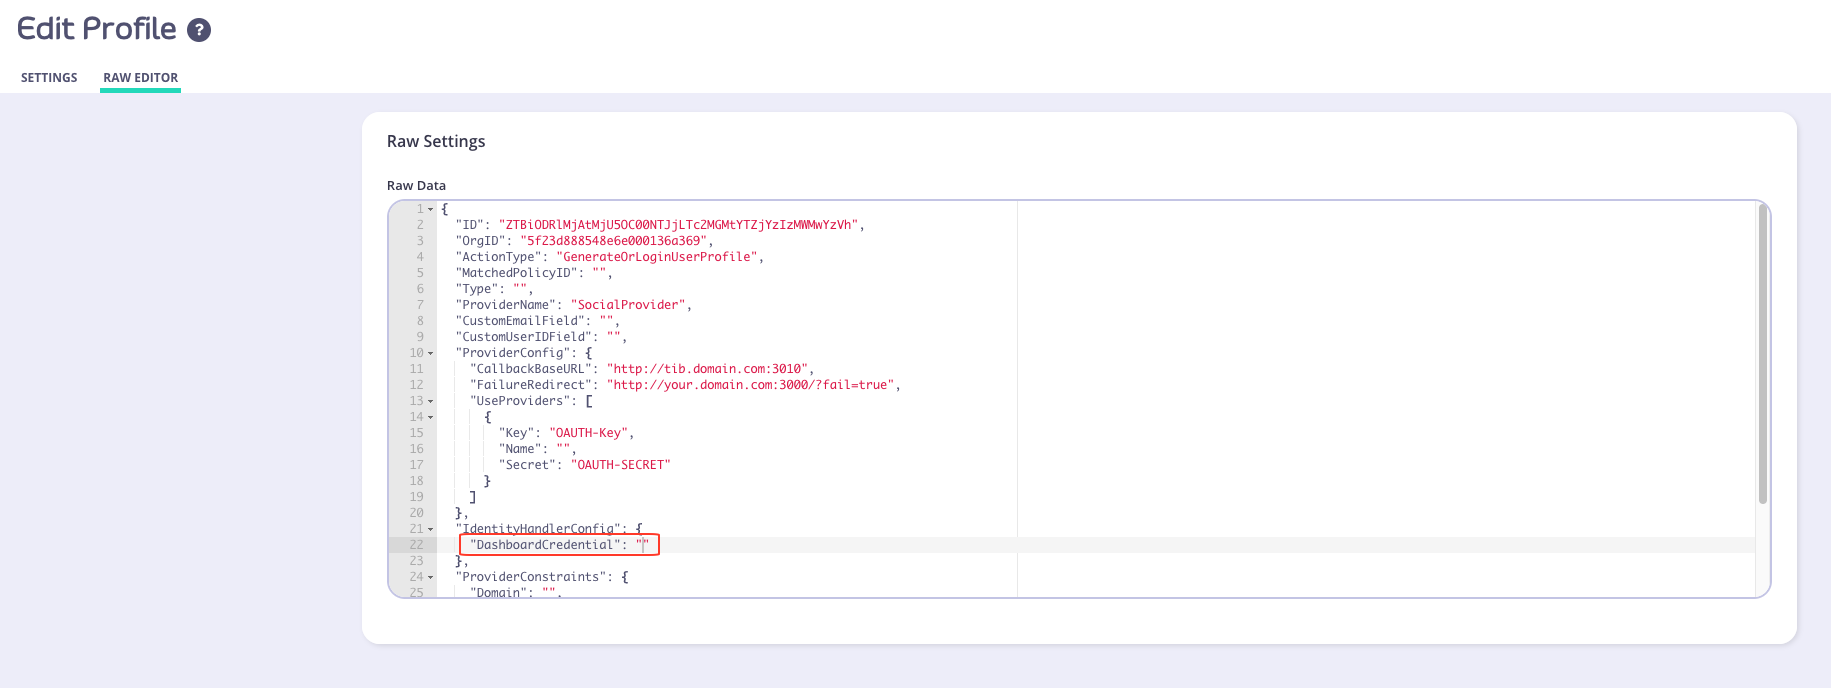 Edit Profile ?
SETTINGS RAW EDITOR
Raw Settings
Raw Data
1 {
2 "ID": "ZTBiODRlMjAtMjU5OC00NTJjLTc2MGMtYTZjYzIzMWMwYzVh",
3 "OrgID": "5f23d888548e6e000136a369",
4 "ActionType": "GenerateOrLoginUserProfile",
5 "MatchedPolicyID": "",
6 "Type": "",
7 "ProviderName": "SocialProvider",
8 "CustomEmailField": "",
9 "CustomUserIDField": "",
10 "ProviderConfig": {
11 "CallbackBaseURL": "http://tib.domain.com:3010",
12 "FailureRedirect": "http://your.domain.com:3000/?fail=true",
13 "UseProviders": [
14 {
15 "Key": "OAUTH-Key",
16 "Name": "",
17 "Secret": "OAUTH-SECRET"
18 }
19 ]
20 },
21 "IdentityHandlerConfig": {
22 "DashboardCredential": ""
23 },
24 "ProviderConstraints": {
25 "Domain": "",